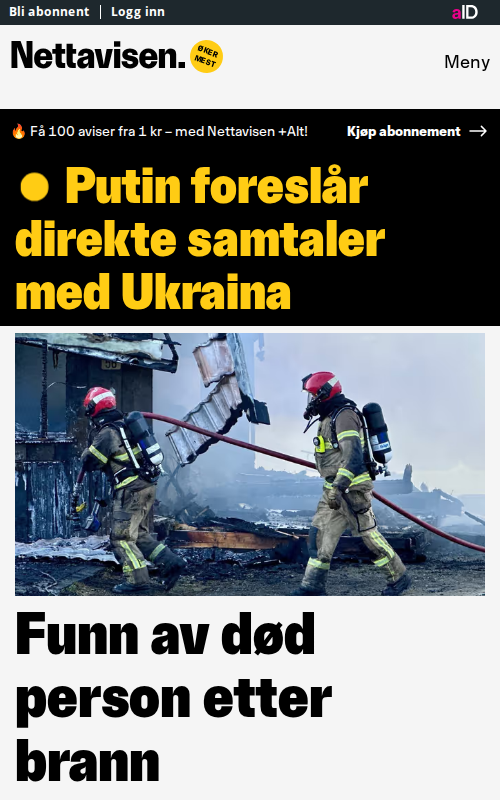 Bli abonnent | Logg inn
aID
Nettavisen.
ØKER
MEST
Meny
🔥 Få 100 aviser fra 1 kr – med Nettavisen +Alt!
Kjøp abonnement →
Putin foreslår
direkte samtaler
med Ukraina
Funn av død
person etter
brann